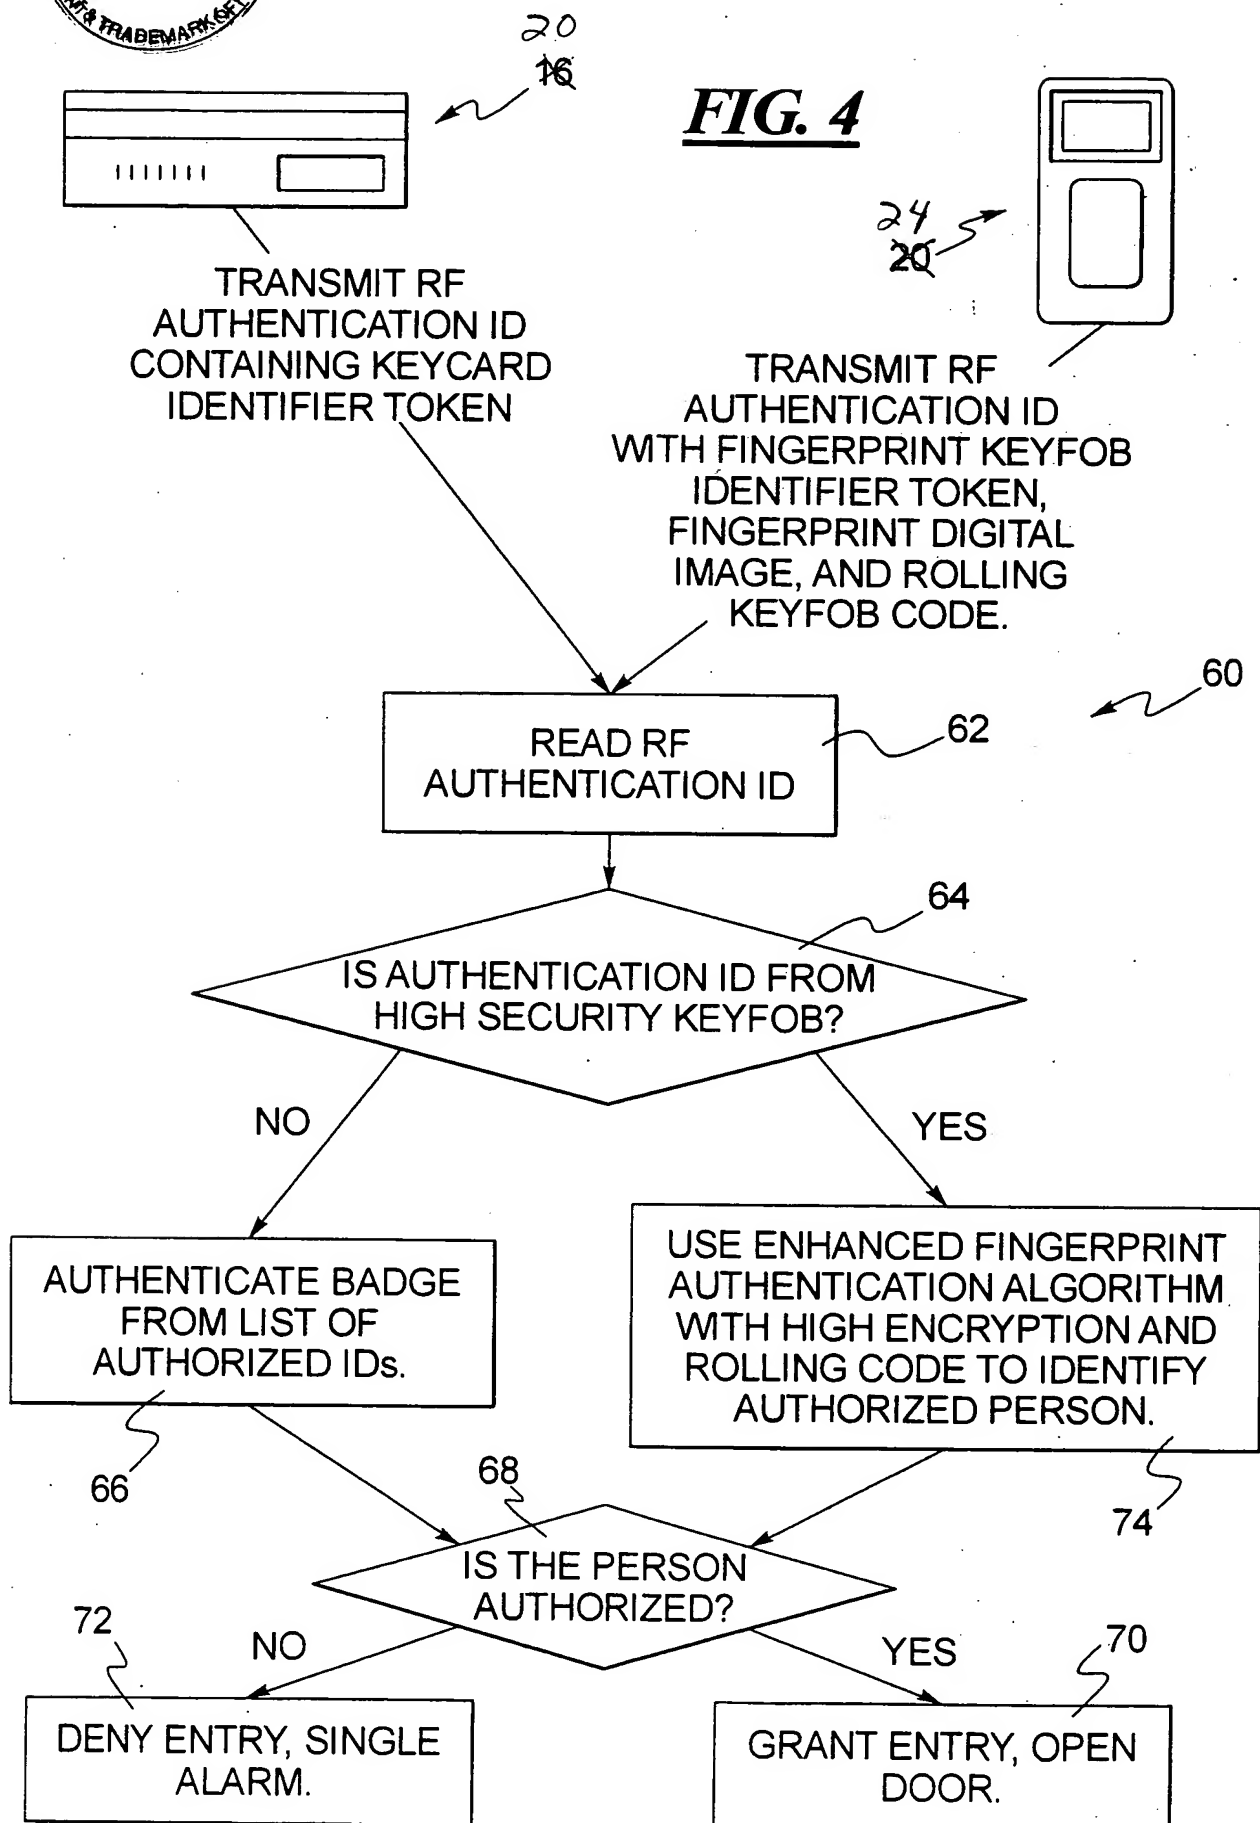 & TRADEMARK OF
20
16
FIG. 4
24
20
TRANSMIT RF
AUTHENTICATION ID
CONTAINING KEYCARD
IDENTIFIER TOKEN
TRANSMIT RF
AUTHENTICATION ID
WITH FINGERPRINT KEYFOB
IDENTIFIER TOKEN,
FINGERPRINT DIGITAL
IMAGE, AND ROLLING
KEYFOB CODE.
60
READ RF
AUTHENTICATION ID
62
64
IS AUTHENTICATION ID FROM
HIGH SECURITY KEYFOB?
NO
YES
AUTHENTICATE BADGE
FROM LIST OF
AUTHORIZED IDs.
66
USE ENHANCED FINGERPRINT
AUTHENTICATION ALGORITHM
WITH HIGH ENCRYPTION AND
ROLLING CODE TO IDENTIFY
AUTHORIZED PERSON.
74
68
IS THE PERSON
AUTHORIZED?
72
NO
YES
70
DENY ENTRY, SINGLE
ALARM.
GRANT ENTRY, OPEN
DOOR.